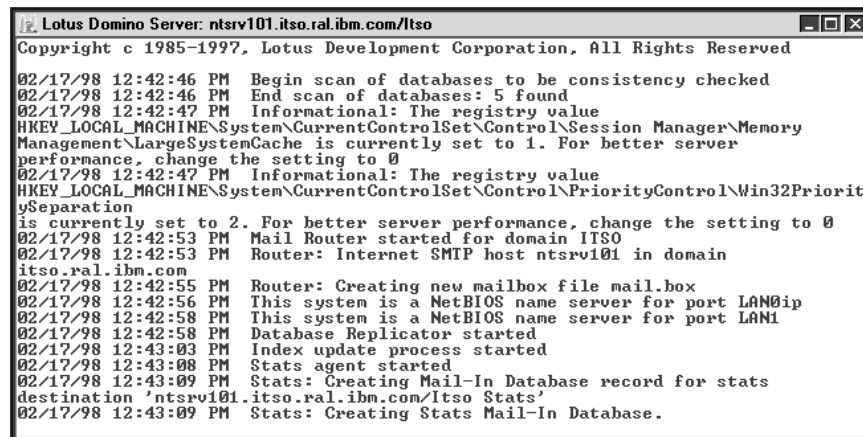 Lotus Domino Server: ntsrv101.itso.ral.ibm.com/Itso
Copyright c 1985-1997, Lotus Development Corporation, All Rights Reserved
02/17/98 12:42:46 PM  Begin scan of databases to be consistency checked
02/17/98 12:42:46 PM  End scan of databases: 5 found
02/17/98 12:42:47 PM  Informational: The registry value
HKEY_LOCAL_MACHINE\System\CurrentControlSet\Control\Session Manager\Memory
Management\LargeSystemCache is currently set to 1. For better server
performance, change the setting to 0
02/17/98 12:42:47 PM  Informational: The registry value
HKEY_LOCAL_MACHINE\System\CurrentControlSet\Control\PriorityControl\Win32Priorit
ySeparation
is currently set to 2. For better server performance, change the setting to 0
02/17/98 12:42:53 PM  Mail Router started for domain ITSO
02/17/98 12:42:53 PM  Router: Internet SMTP host ntsrv101 in domain
itso.ral.ibm.com
02/17/98 12:42:55 PM  Router: Creating new mailbox file mail.box
02/17/98 12:42:56 PM  This system is a NetBIOS name server for port LAN0ip
02/17/98 12:42:58 PM  This system is a NetBIOS name server for port LAN1
02/17/98 12:42:58 PM  Database Replicator started
02/17/98 12:43:03 PM  Index update process started
02/17/98 12:43:08 PM  Stats agent started
02/17/98 12:43:09 PM  Stats: Creating Mail-In Database record for stats
destination 'ntsrv101.itso.ral.ibm.com/Itso Stats'
02/17/98 12:43:09 PM  Stats: Creating Stats Mail-In Database.